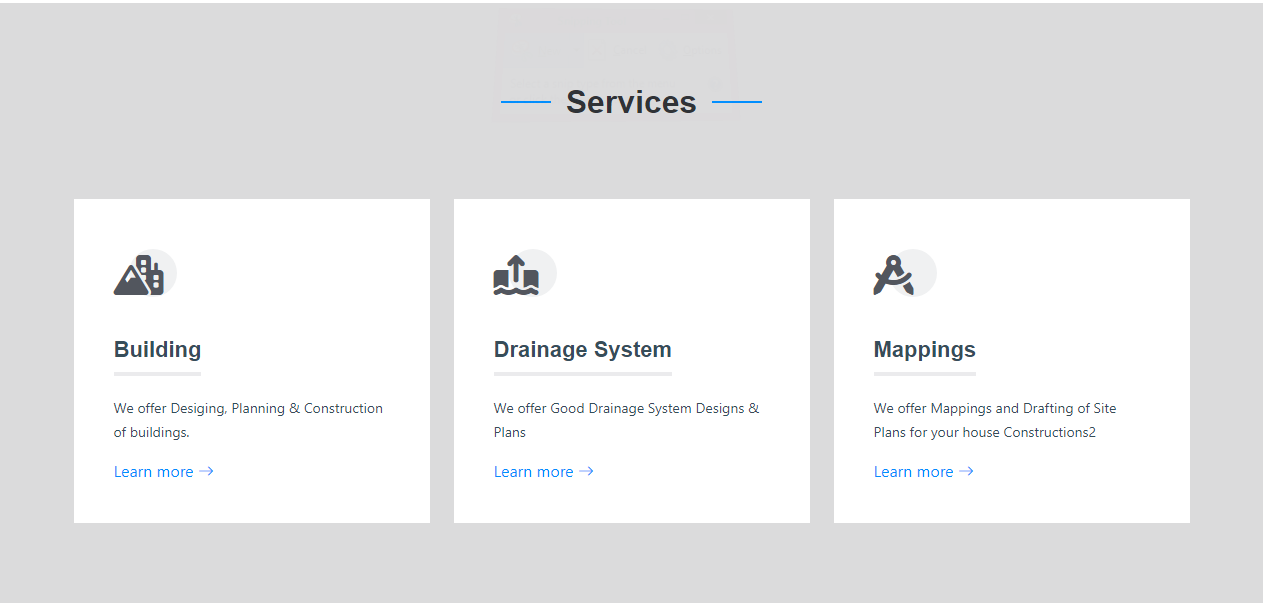 Services
Building
We offer Desiging, Planning & Construction
of buildings.
Learn more →
Drainage System
We offer Good Drainage System Designs &
Plans
Learn more →
Mappings
We offer Mappings and Drafting of Site
Plans for your house Constructions2
Learn more →